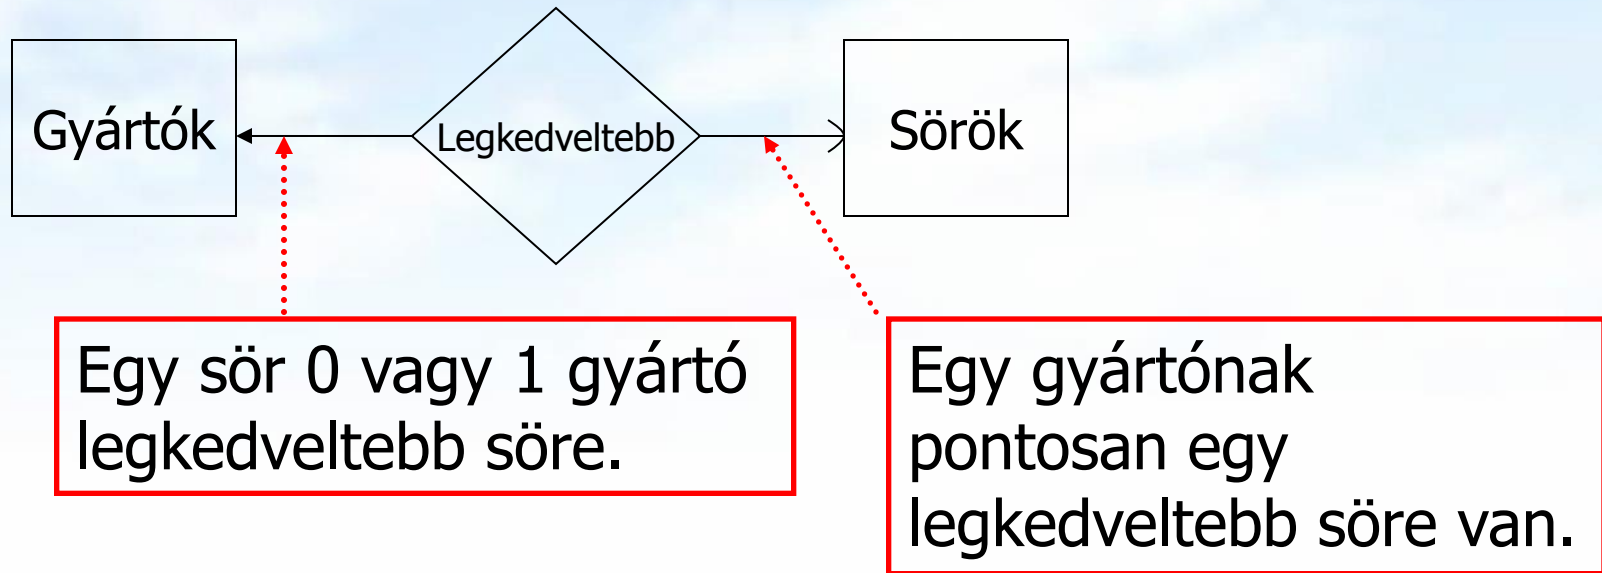 Gyártók
Legkedveltebb
Sörök
Egy sör 0 vagy 1 gyártó
legkedveltebb söre.
Egy gyártónak
pontosan egy
legkedveltebb söre van.